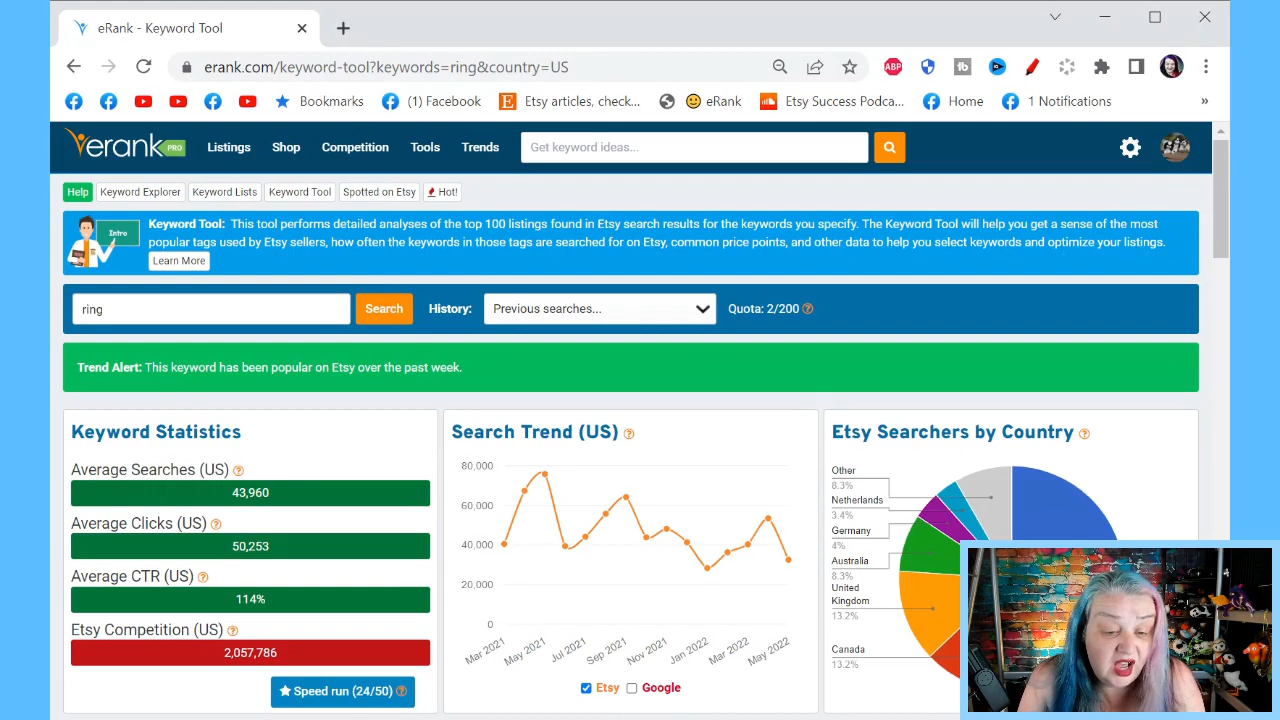 eRank - Keyword Tool
erank.com/keyword-tool?keywords=ring&country=US
ABP
Bookmarks
(1) Facebook
Etsy articles, check...
eRank
Etsy Success Podca...
Home
1 Notifications
»
erank PRO
Listings
Shop
Competition
Tools
Trends
Get keyword ideas...
Help
Keyword Explorer
Keyword Lists
Keyword Tool
Spotted on Etsy
Hot!
Intro
Keyword Tool: This tool performs detailed analyses of the top 100 listings found in Etsy search results for the keywords you specify. The Keyword Tool will help you get a sense of the most
popular tags used by Etsy sellers, how often the keywords in those tags are searched for on Etsy, common price points, and other data to help you select keywords and optimize your listings.
Learn More
ring
Search
History:
Previous searches...
Quota: 2/200
Trend Alert: This keyword has been popular on Etsy over the past week.
Keyword Statistics
Average Searches (US)
43,960
Average Clicks (US)
50,253
Average CTR (US)
114%
Etsy Competition (US)
2,057,786
Speed run (24/50)
Search Trend (US)
80,000
60,000
40,000
20,000
0
Mar 2021
May 2021
Jul 2021
Sep 2021
Nov 2021
Jan 2022
Mar 2022
May 2022
Etsy
Google
Etsy Searchers by Country
Other
8.3%
Netherlands
3.4%
Germany
4%
Australia
8.3%
United
Kingdom
13.2%
Canada
13.2%